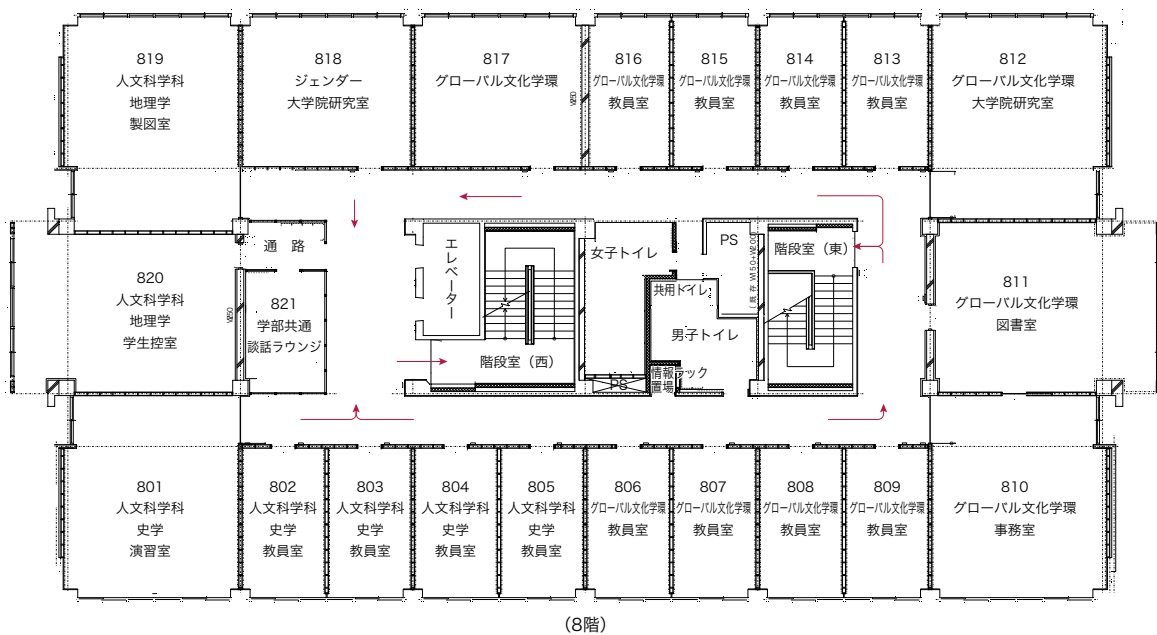 819
人文科学科
地理学
製図室
818
ジェンダー
大学院研究室
817
グローバル文化学環
816
グローバル文化学環
教員室
815
グローバル文化学環
教員室
814
グローバル文化学環
教員室
813
グローバル文化学環
教員室
812
グローバル文化学環
大学院研究室
820
人文科学科
地理学
学生控室
通 路
821
学部共通
談話ラウンジ
エレベーター
階段室（西）
女子トイレ
PS
共用トイレ
男子トイレ
情報ラック
置場
PS
階段室（東）
811
グローバル文化学環
図書室
801
人文科学科
史学
演習室
802
人文科学科
史学
教員室
803
人文科学科
史学
教員室
804
人文科学科
史学
教員室
805
人文科学科
史学
教員室
806
グローバル文化学環
教員室
807
グローバル文化学環
教員室
808
グローバル文化学環
教員室
809
グローバル文化学環
教員室
810
グローバル文化学環
事務室
（8階）